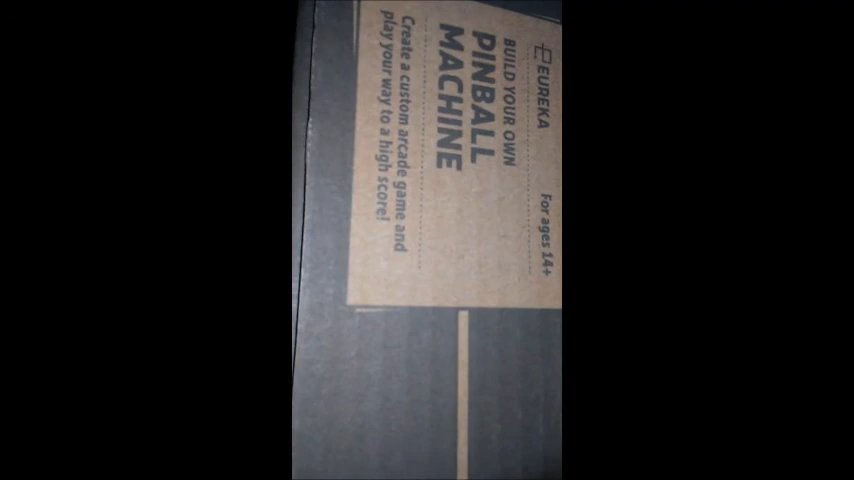 EUREKA
For ages 14+
BUILD YOUR OWN
PINBALL
MACHINE
Create a custom arcade game and
play your way to a high score!